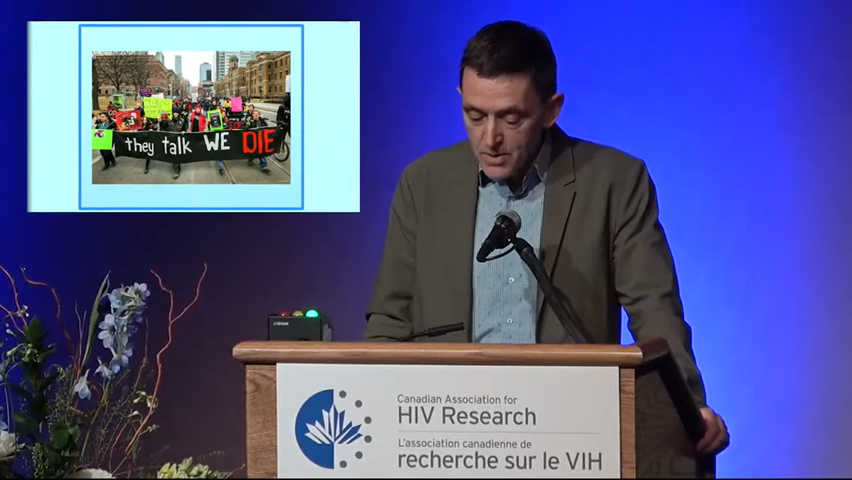 they talk WE DIE
Canadian Association for
HIV Research
L'association canadienne de
recherche sur le VIH